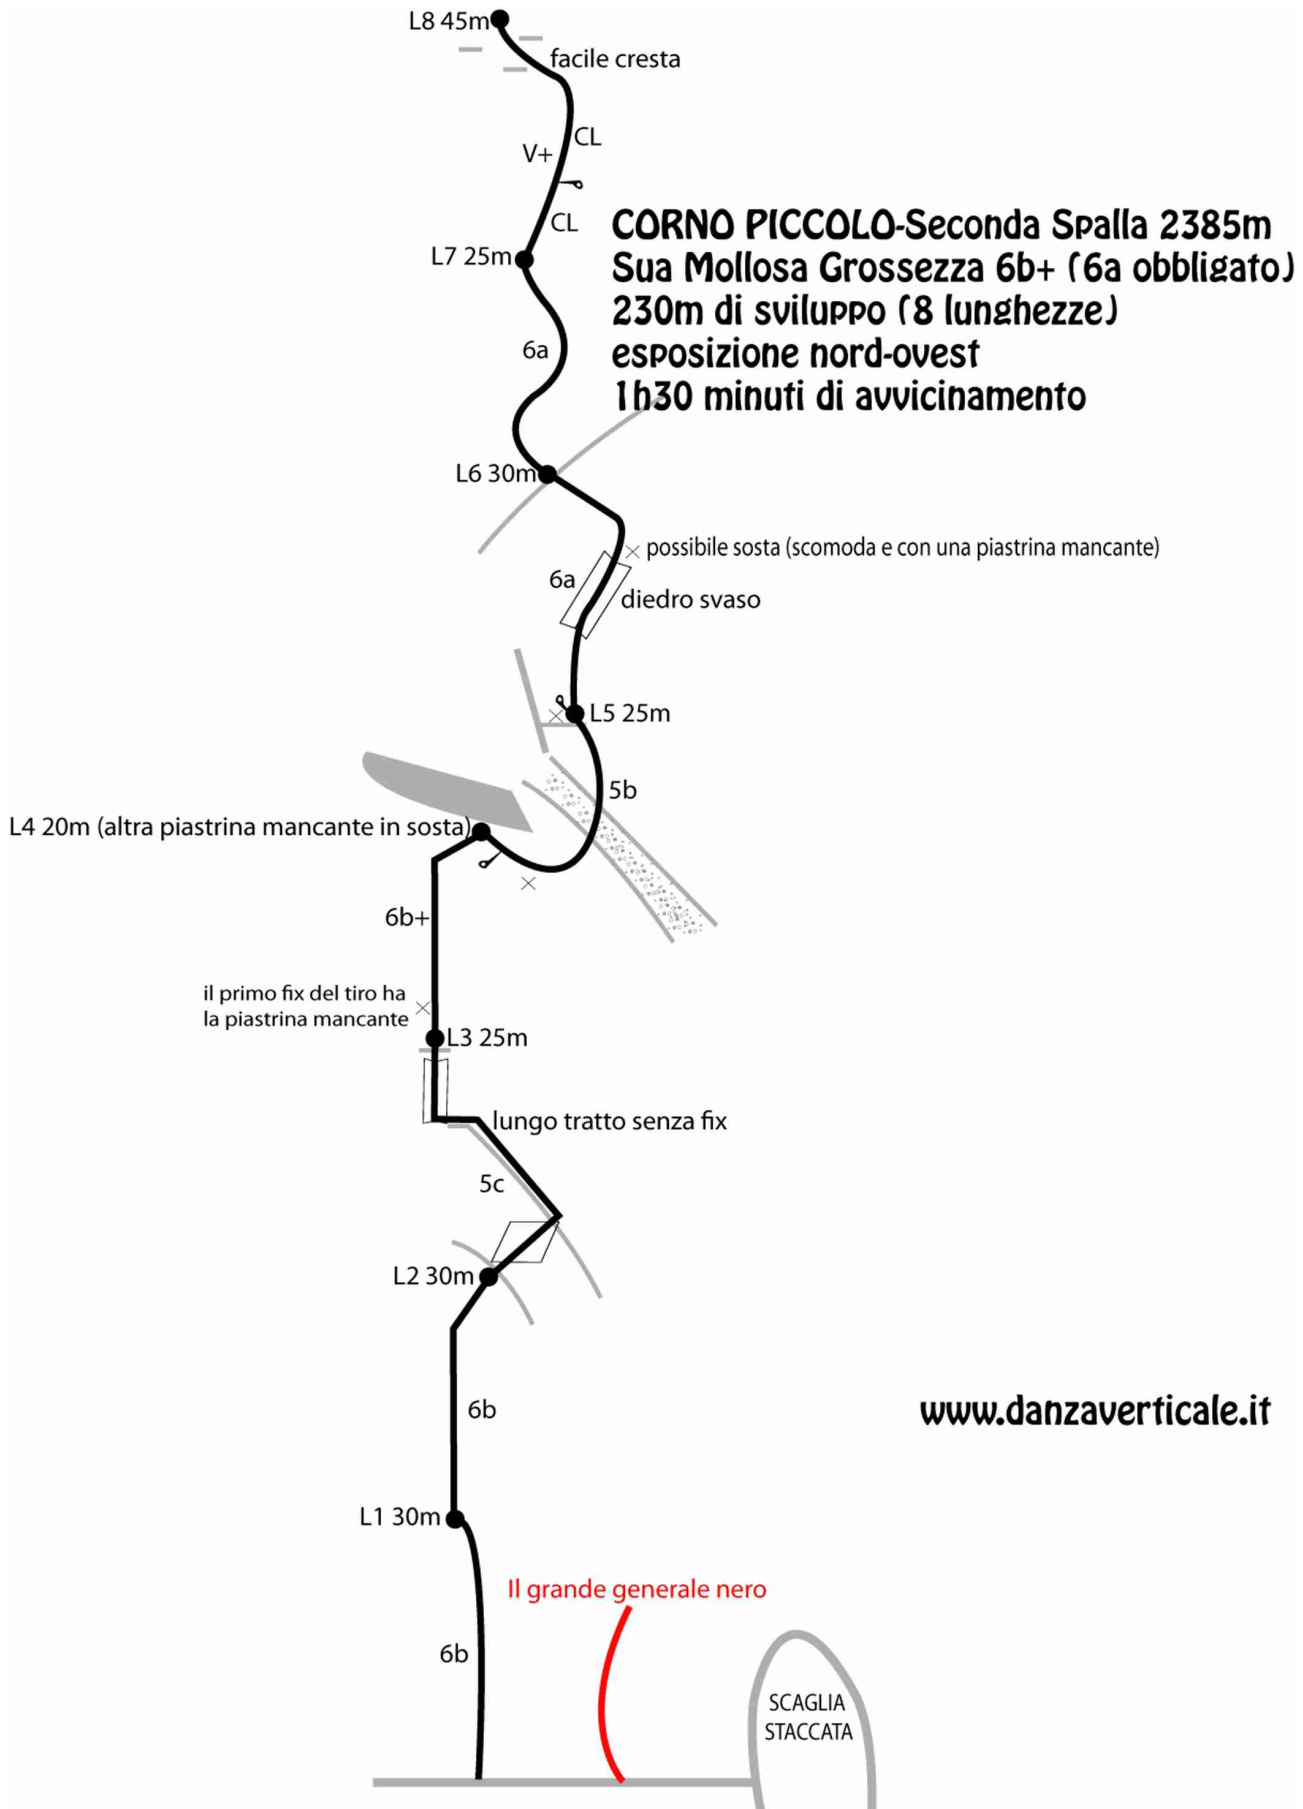 L8 45m
facile cresta
CL
V+
CL
CORNO PICCOLO-Seconda Spalla 2385m
Sua Mollosa Grossezza 6b+ (6a obbligato)
230m di sviluppo (8 lunghezze)
esposizione nord-ovest
1h30 minuti di avvicinamento
L7 25m
6a
L6 30m
possibile sosta (scomoda e con una piastrina mancante)
6a
diedro svaso
L5 25m
5b
L4 20m (altra piastrina mancante in sosta)
6b+
il primo fix del tiro ha
la piastrina mancante
L3 25m
lungo tratto senza fix
5c
L2 30m
www.danzaverticale.it
6b
L1 30m
Il grande generale nero
6b
SCAGLIA
STACCATA